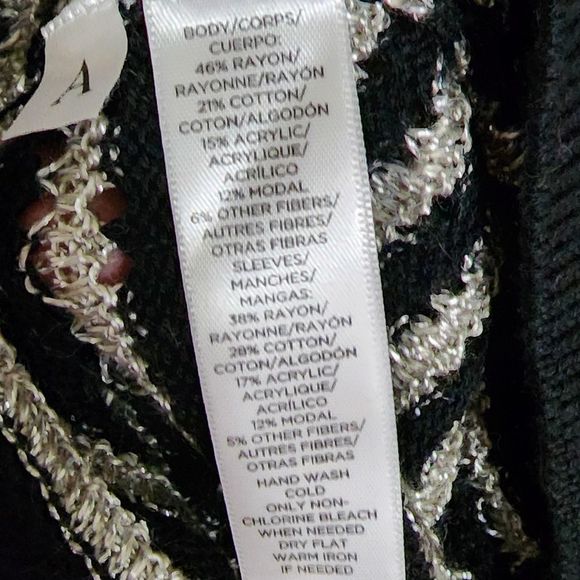 A
BODY/CORPS/
CUERPO:
46% RAYON/
RAYONNE/RAYÓN
21% COTTON/
COTON/ALGODÓN
15% ACRYLIC/
ACRYLIQUE/
ACRÍLICO
12% MODAL
6% OTHER FIBERS/
AUTRES FIBRES/
OTRAS FIBRAS
SLEEVES/
MANCHES/
MANGAS:
38% RAYON/
RAYONNE/RAYÓN
28% COTTON/
COTON/ALGODÓN
17% ACRYLIC/
ACRYLIQUE/
ACRÍLICO
12% MODAL
5% OTHER FIBERS/
AUTRES FIBRES/
OTRAS FIBRAS
HAND WASH
COLD
ONLY NON-
CHLORINE BLEACH
WHEN NEEDED
DRY FLAT
WARM IRON
IF NEEDED